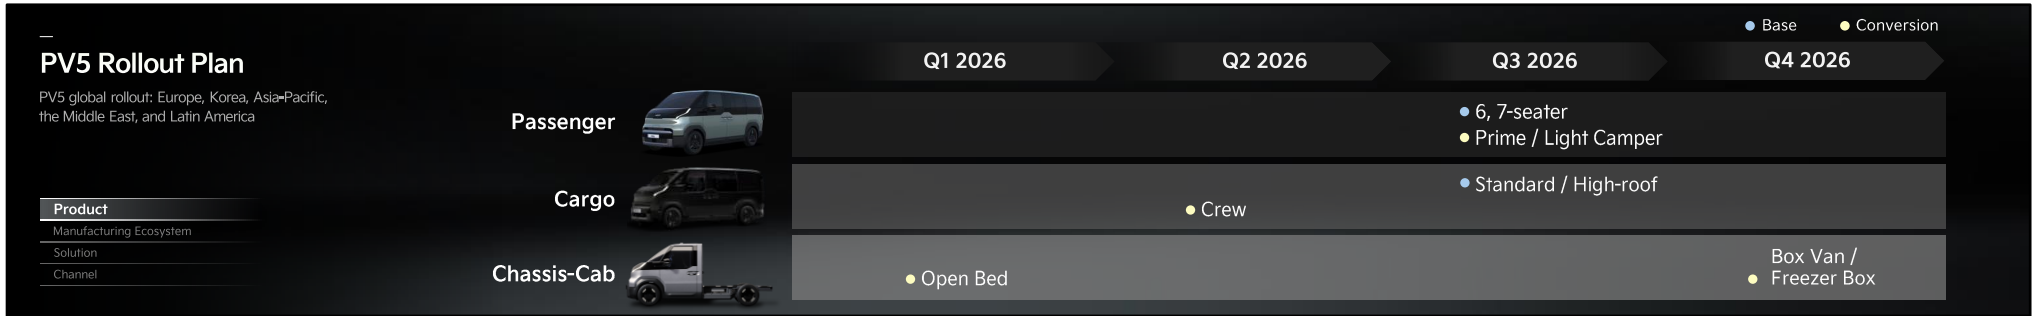 Base
Conversion
PV5 Rollout Plan
PV5 global rollout: Europe, Korea, Asia-Pacific,
the Middle East, and Latin America
Q1 2026
Q2 2026
Q3 2026
Q4 2026
Passenger
6, 7-seater
Prime / Light Camper
Cargo
Standard / High-roof
Crew
Chassis-Cab
Open Bed
Box Van /
Freezer Box
Product
Manufacturing Ecosystem
Solution
Channel